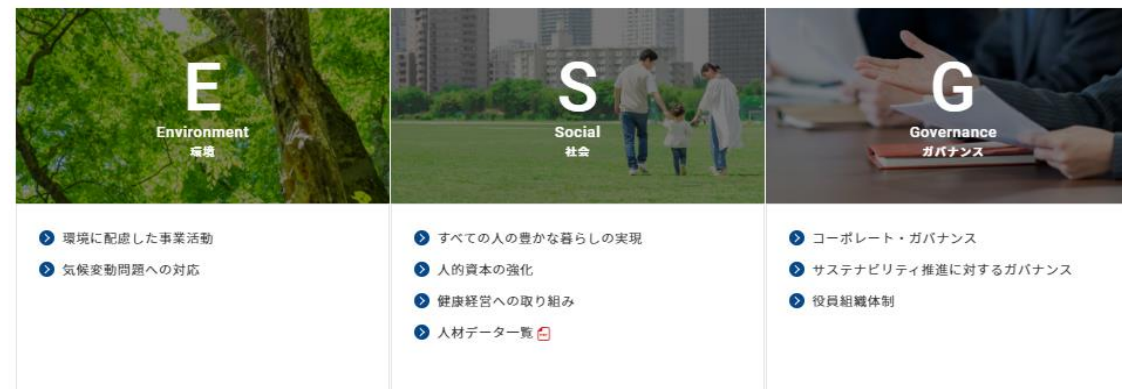 E
Environment
環境
環境に配慮した事業活動
気候変動問題への対応
S
Social
社会
すべての人の豊かな暮らしの実現
人的資本の強化
健康経営への取り組み
人材データ一覧
G
Governance
ガバナンス
コーポレート・ガバナンス
サステナビリティ推進に対するガバナンス
役員組織体制